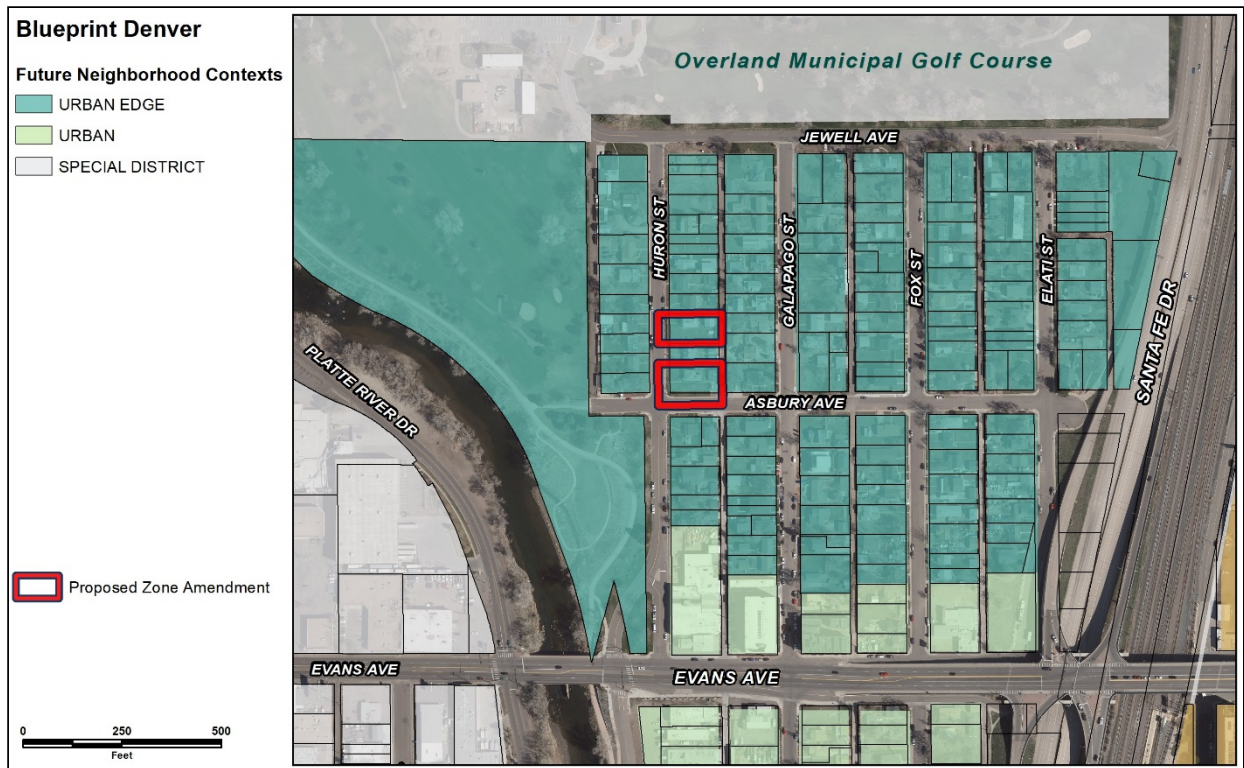 Blueprint Denver
Future Neighborhood Contexts
URBAN EDGE
URBAN
SPECIAL DISTRICT
Proposed Zone Amendment
0 250 500
Feet
Overland Municipal Golf Course
JEWELL AVE
HURON ST
GALAPAGO ST
FOX ST
ELATI ST
SANTA FE DR
PLATTE RIVER DR
ASBURY AVE
EVANS AVE
EVANS AVE